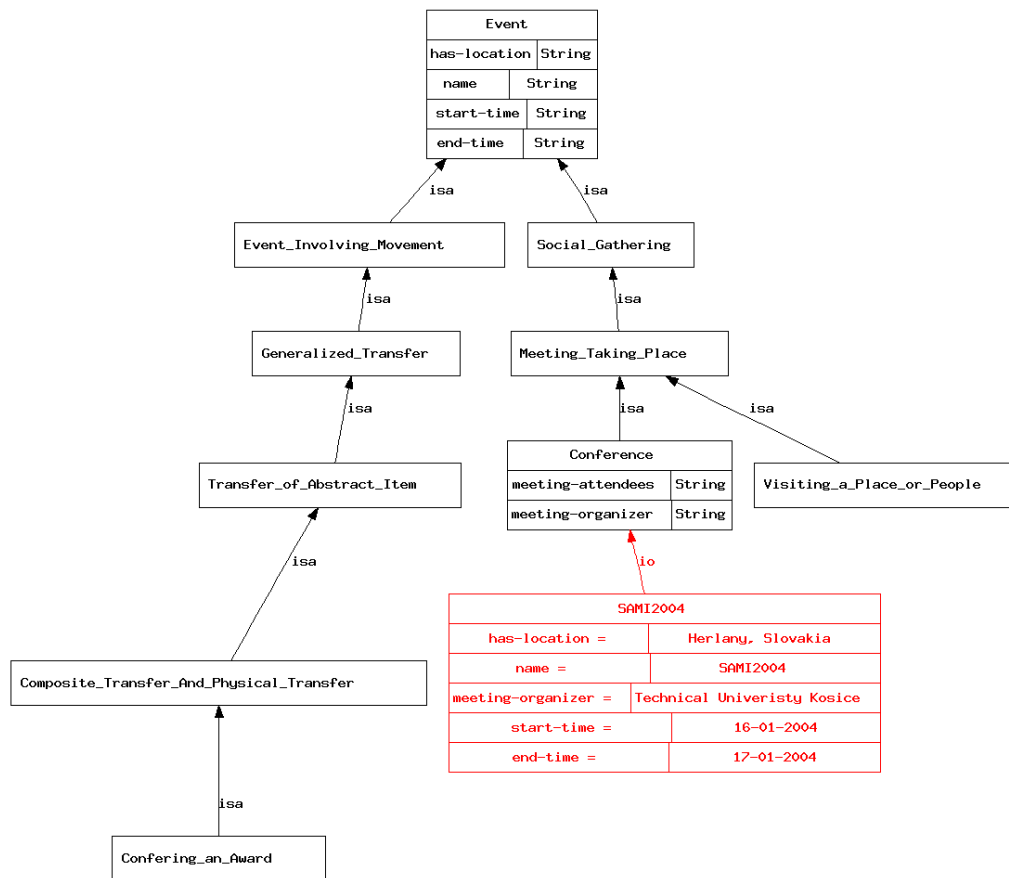 Event
has-location String
name String
start-time String
end-time String
isa isa
Event_Involving_Movement Social_Gathering
isa isa
Generalized_Transfer Meeting_Taking_Place
isa isa isa
Conference
Transfer_of_Abstract_Item meeting-attendees String Visiting_a_Place_or_People
meeting-organizer String
isa io
SAMI2004
has-location = Herlany, Slovakia
name = SAMI2004
Composite_Transfer_And_Physical_Transfer meeting-organizer = Technical Univeristy Kosice
start-time = 16-01-2004
end-time = 17-01-2004
isa
Confering_an_Award